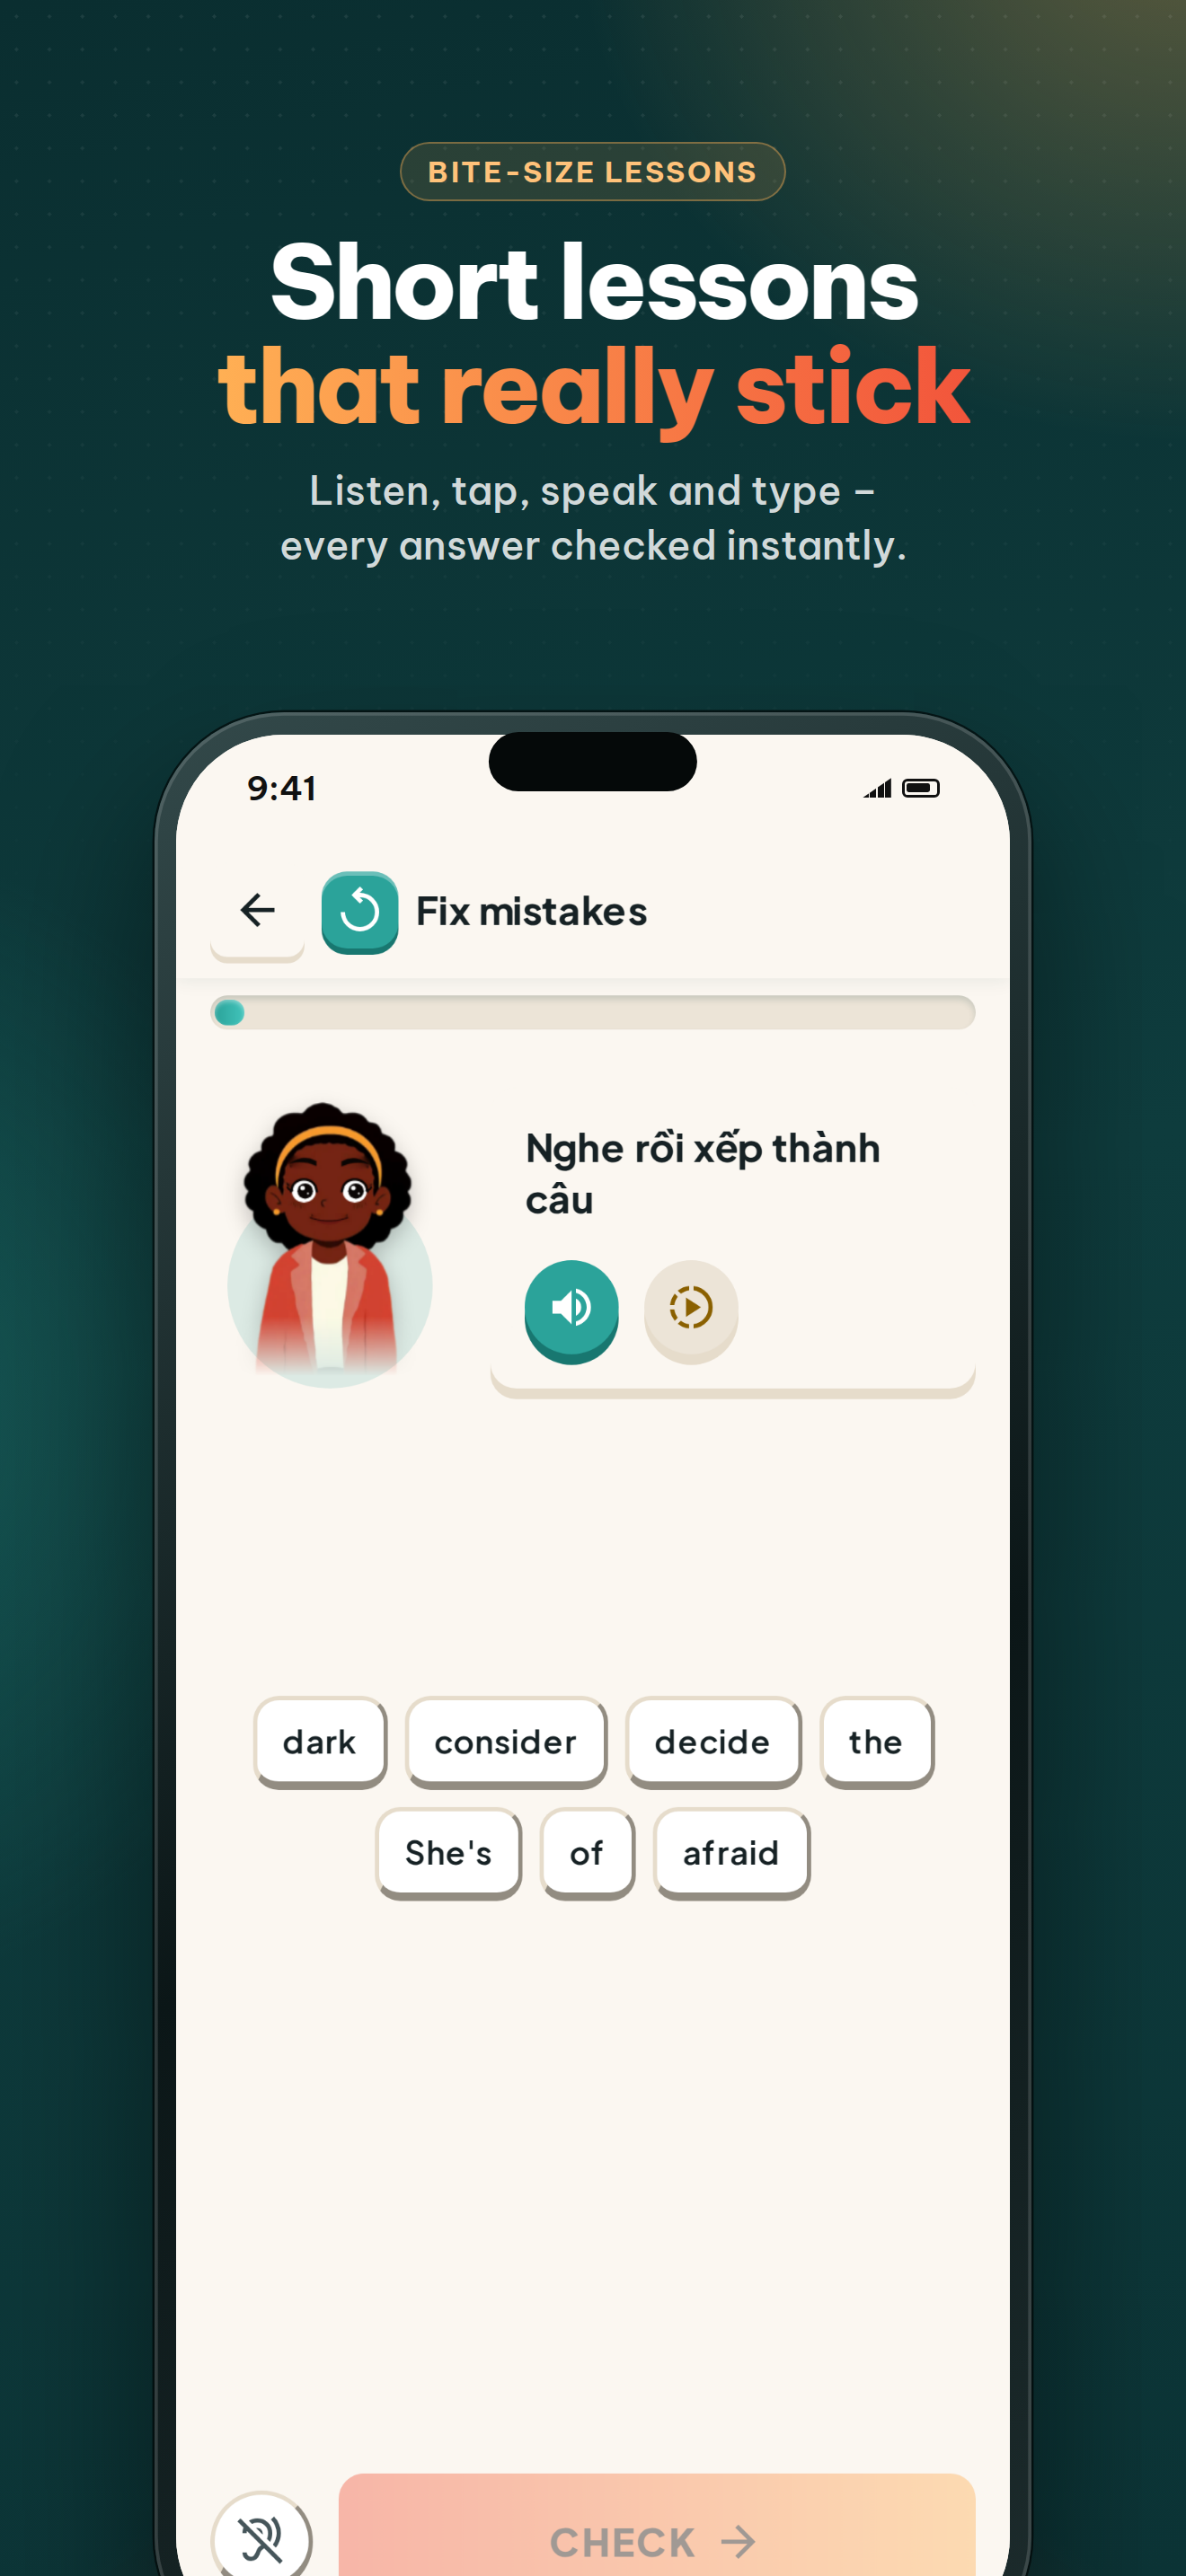 BITE-SIZE LESSONS
Short lessons
that really stick
Listen, tap, speak and type –
every answer checked instantly.
9:41
Fix mistakes
Nghe rồi xếp thành
câu
dark consider decide the
She's of afraid
CHECK